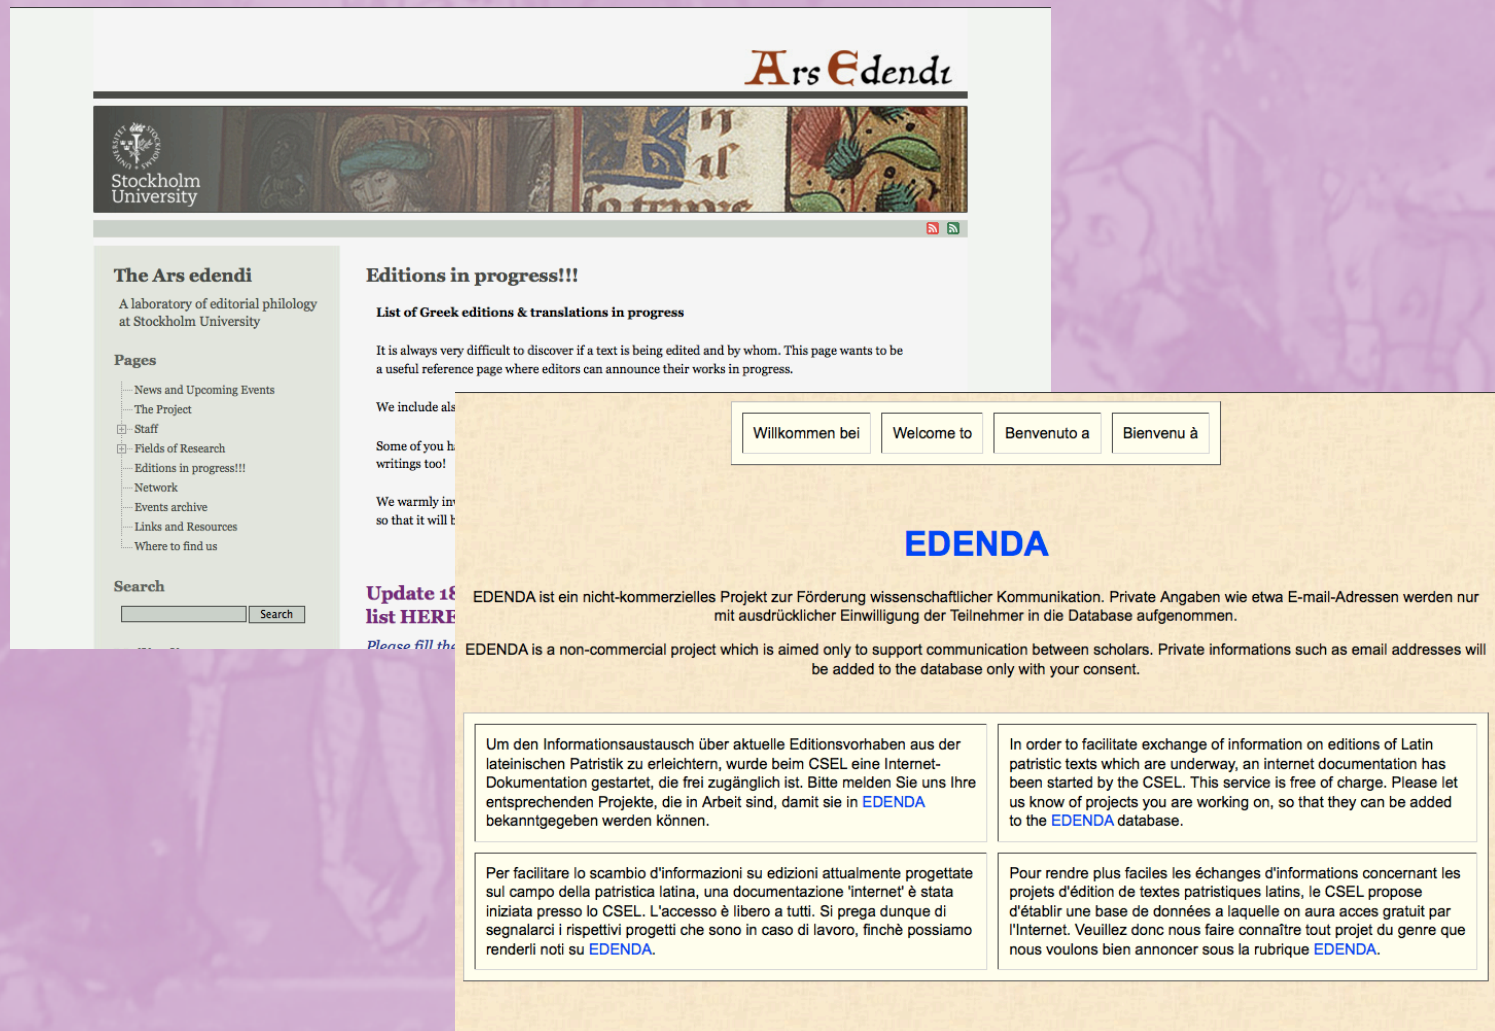 Ars Edendi
Stockholm
University
The Ars edendi
A laboratory of editorial philology
at Stockholm University
Pages
News and Upcoming Events
The Project
Staff
Fields of Research
Editions in progress!!!
Network
Events archive
Links and Resources
Where to find us
Search
Search
Editions in progress!!!
List of Greek editions & translations in progress
It is always very difficult to discover if a text is being edited and by whom. This page wants to be
a useful reference page where editors can announce their works in progress.
We include als
Some of you h
writings too!
We warmly in
so that it will b
Update 18
list HERE
Please fill the
Willkommen bei
Welcome to
Benvenuto a
Bienvenu à
EDENDA
EDENDA ist ein nicht-kommerzielles Projekt zur Förderung wissenschaftlicher Kommunikation. Private Angaben wie etwa E-mail-Adressen werden nur
mit ausdrücklicher Einwilligung der Teilnehmer in die Database aufgenommen.
EDENDA is a non-commercial project which is aimed only to support communication between scholars. Private informations such as email addresses will
be added to the database only with your consent.
Um den Informationsaustausch über aktuelle Editionsvorhaben aus der
lateinischen Patristik zu erleichtern, wurde beim CSEL eine Internet-
Dokumentation gestartet, die frei zugänglich ist. Bitte melden Sie uns Ihre
entsprechenden Projekte, die in Arbeit sind, damit sie in EDENDA
bekanntgegeben werden können.
In order to facilitate exchange of information on editions of Latin
patristic texts which are underway, an internet documentation has
been started by the CSEL. This service is free of charge. Please let
us know of projects you are working on, so that they can be added
to the EDENDA database.
Per facilitare lo scambio d'informazioni su edizioni attualmente progettate
sul campo della patristica latina, una documentazione 'internet' è stata
iniziata presso lo CSEL. L'accesso è libero a tutti. Si prega dunque di
segnalarci i rispettivi progetti che sono in caso di lavoro, finchè possiamo
renderli noti su EDENDA.
Pour rendre plus faciles les échanges d'informations concernant les
projets d'édition de textes patristiques latins, le CSEL propose
d'établir une base de données a laquelle on aura acces gratuit par
l'Internet. Veuillez donc nous faire connaître tout projet du genre que
nous voulons bien annoncer sous la rubrique EDENDA.